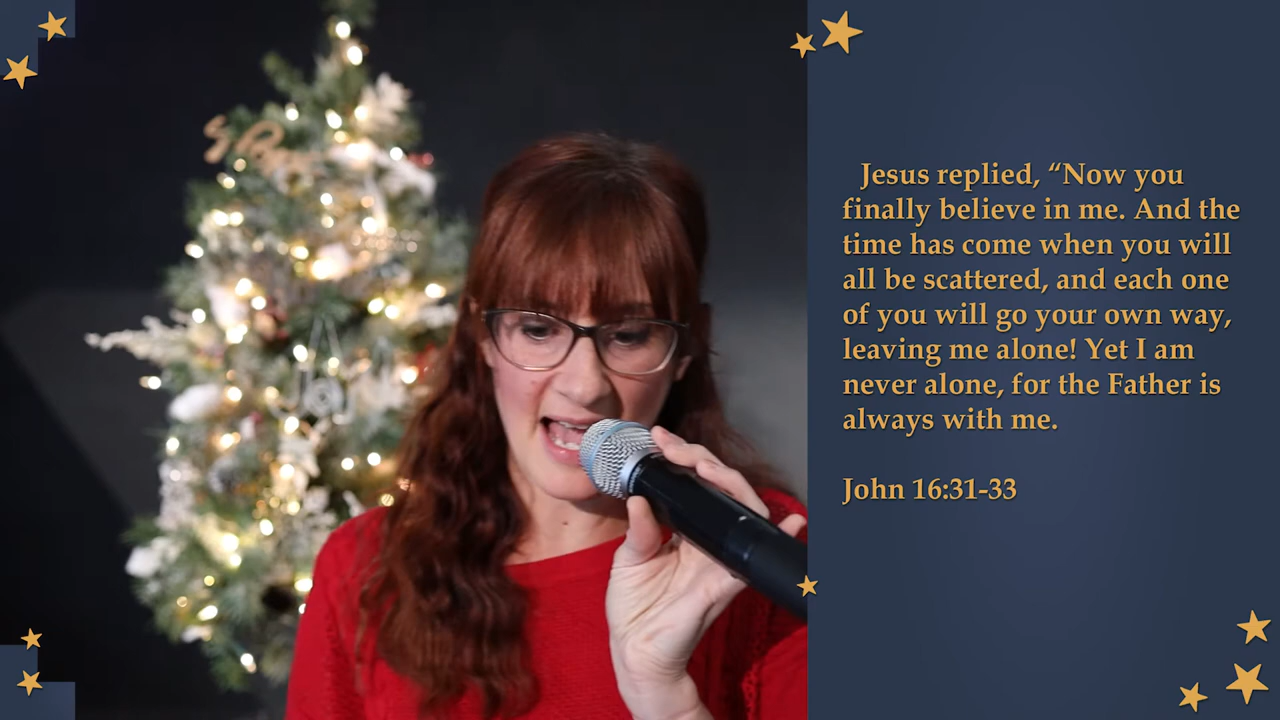 Jesus replied, “Now you
finally believe in me. And the
time has come when you will
all be scattered, and each one
of you will go your own way,
leaving me alone! Yet I am
never alone, for the Father is
always with me.
John 16:31-33